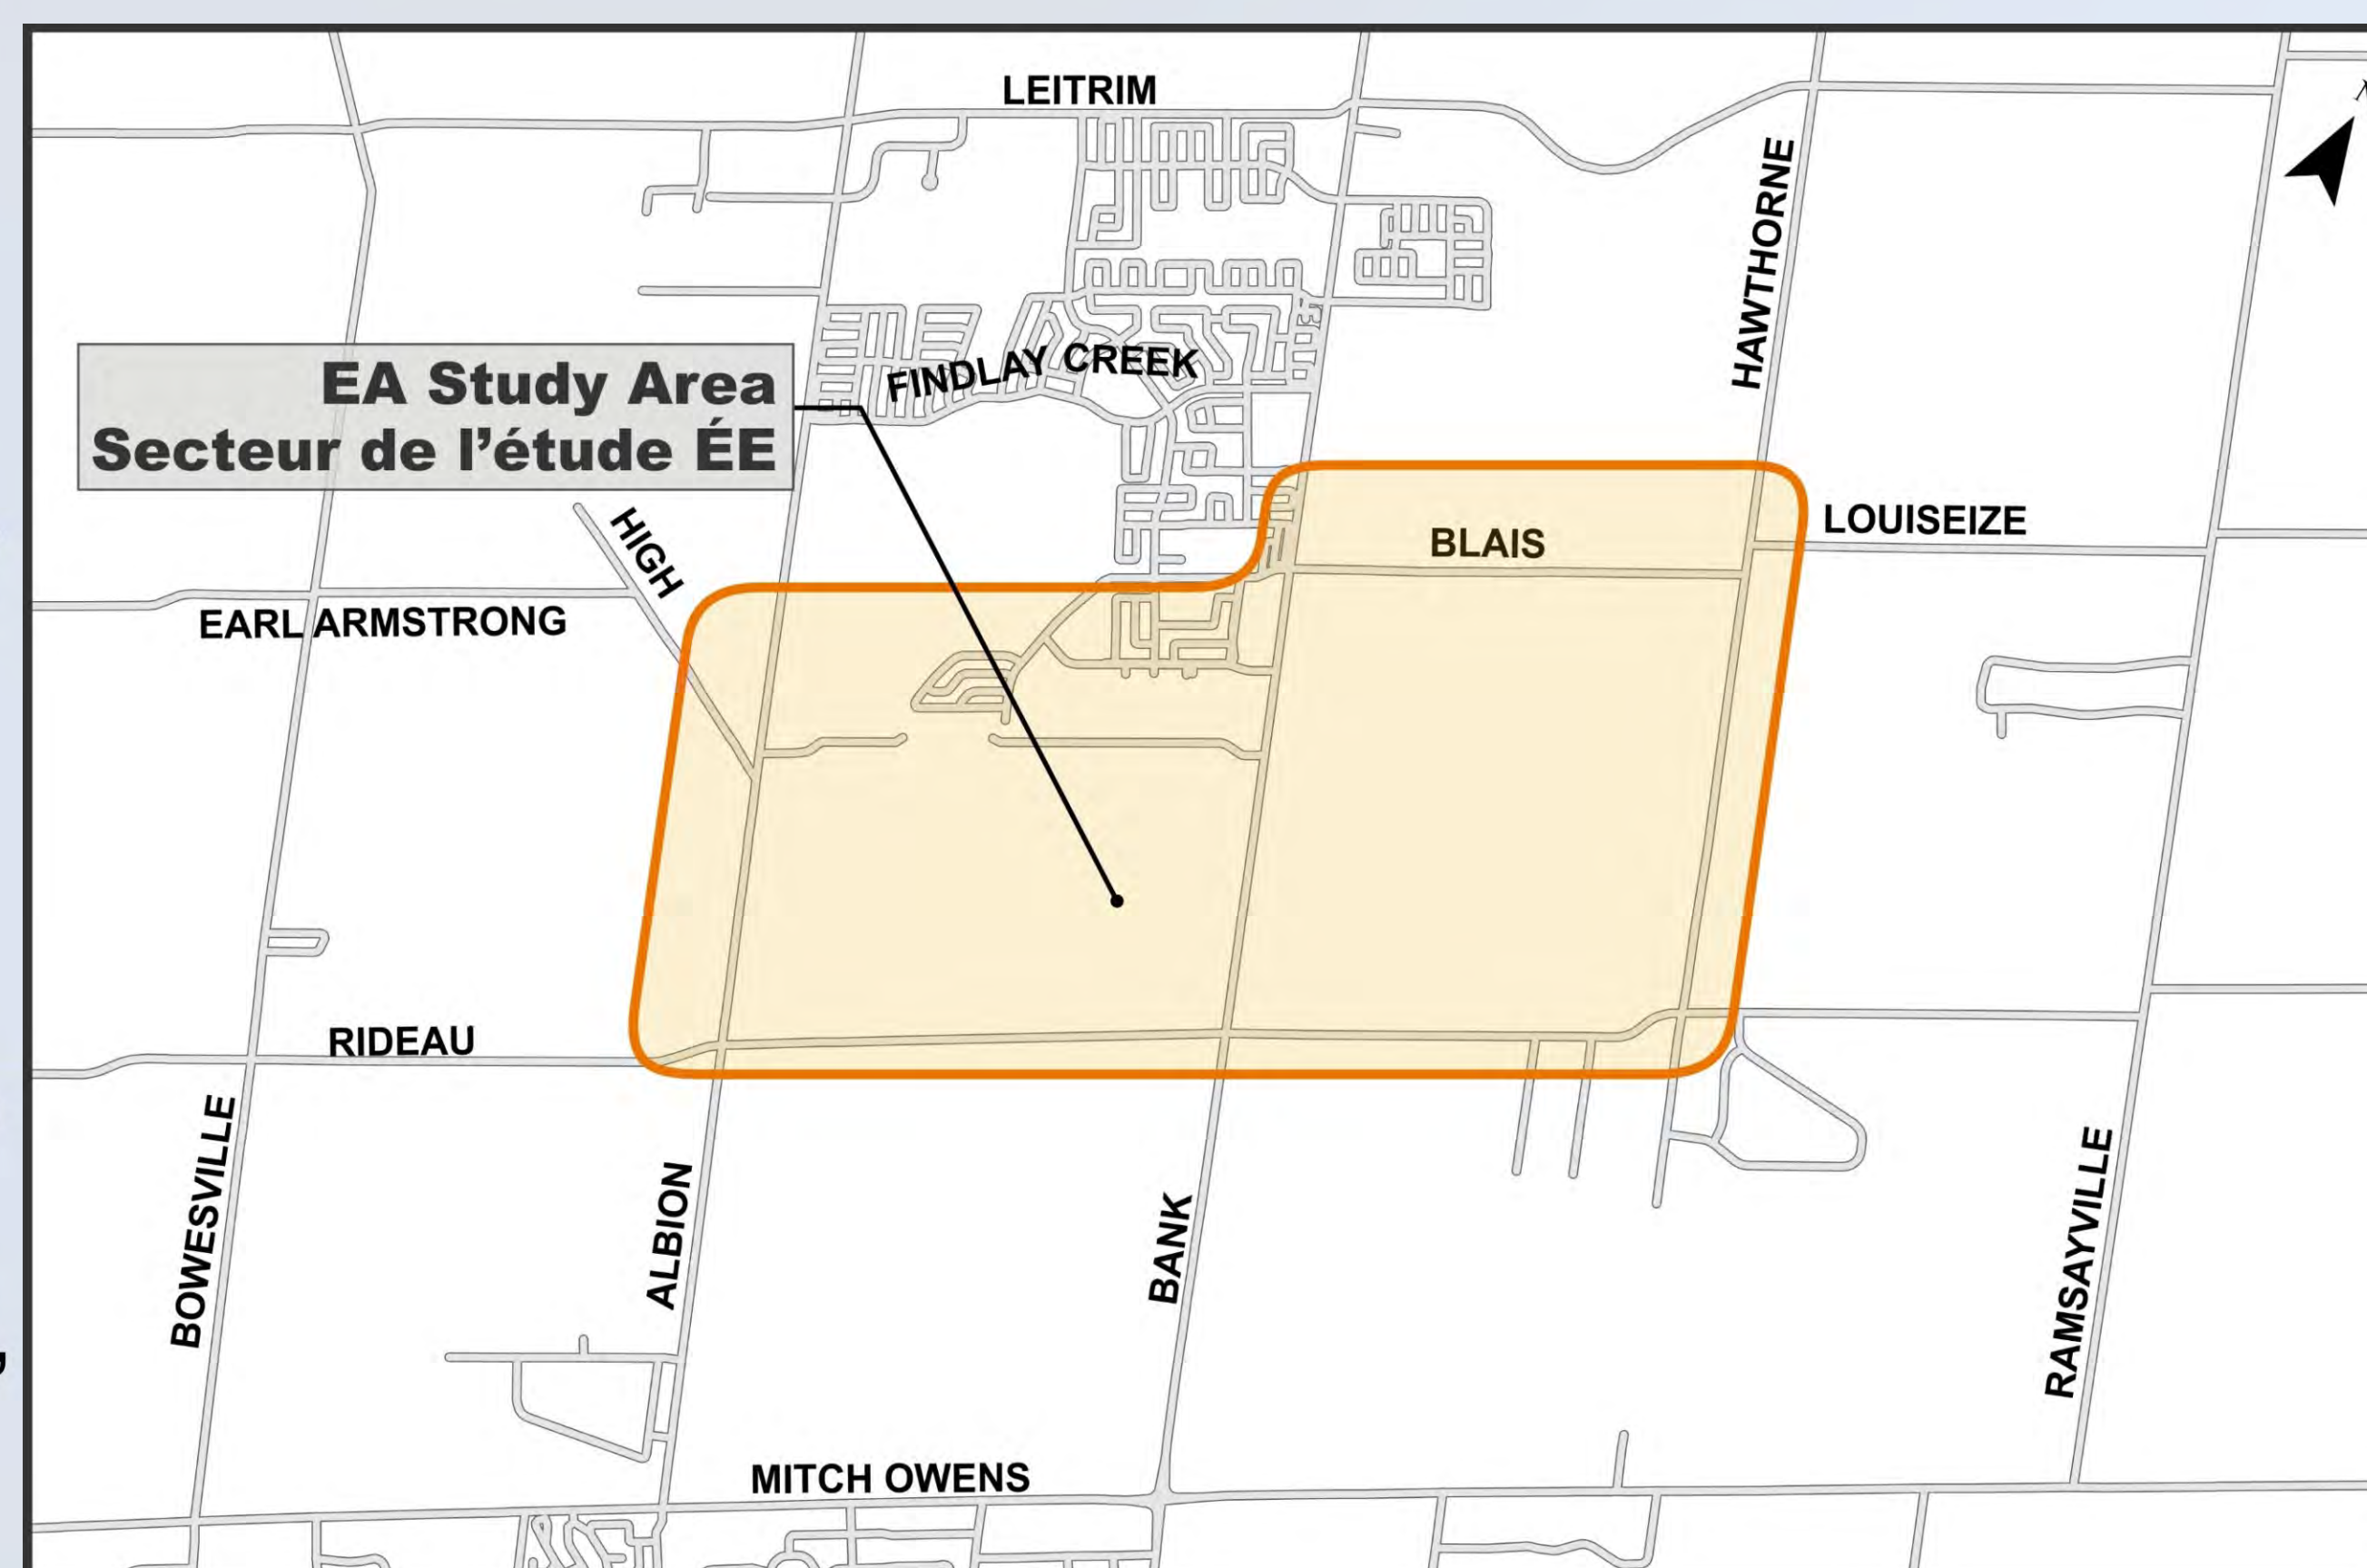 LEITRIM
N
HAWTHORNE
EA Study Area
Secteur de l'étude ÉE
FINDLAY CREEK
HIGH
BLAIS
LOUISEIZE
EARL ARMSTRONG
RIDEAU
BOWESVILLE
ALBION
BANK
RAMSAYVILLE
MITCH OWENS